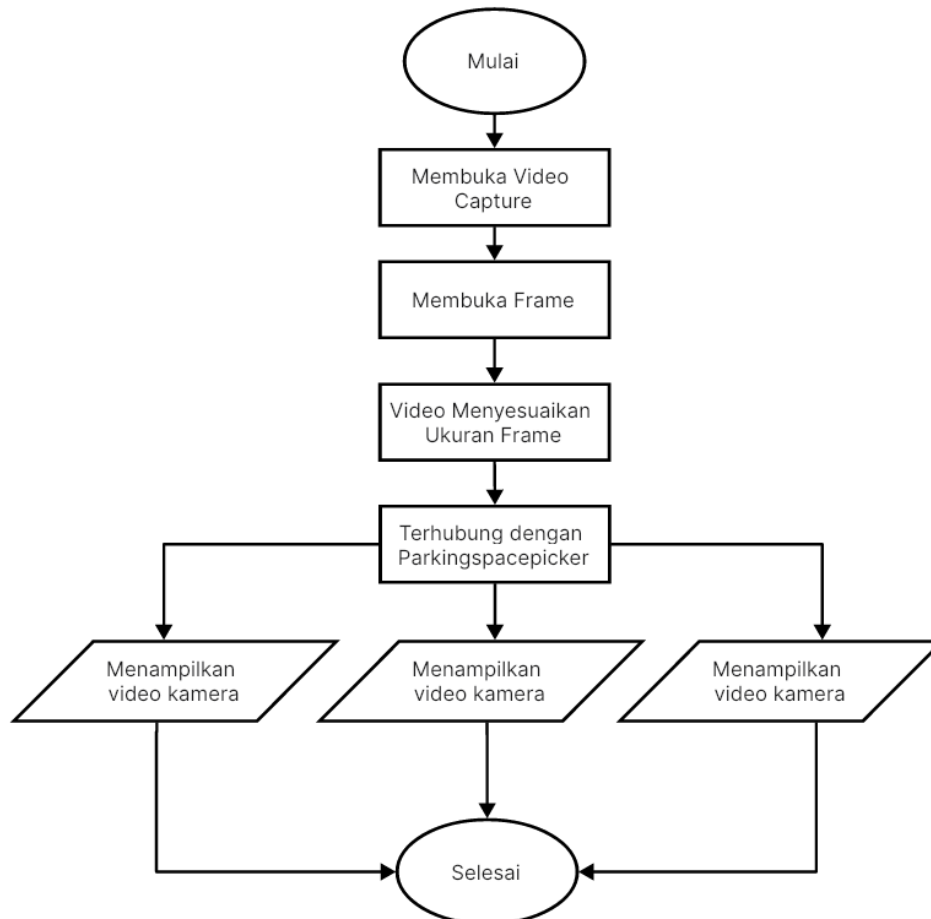 Mulai
Membuka Video
Capture
Membuka Frame
Video Menyesuaikan
Ukuran Frame
Terhubung dengan
Parkingspacepicker
Menampilkan
video kamera
Menampilkan
video kamera
Menampilkan
video kamera
Selesai